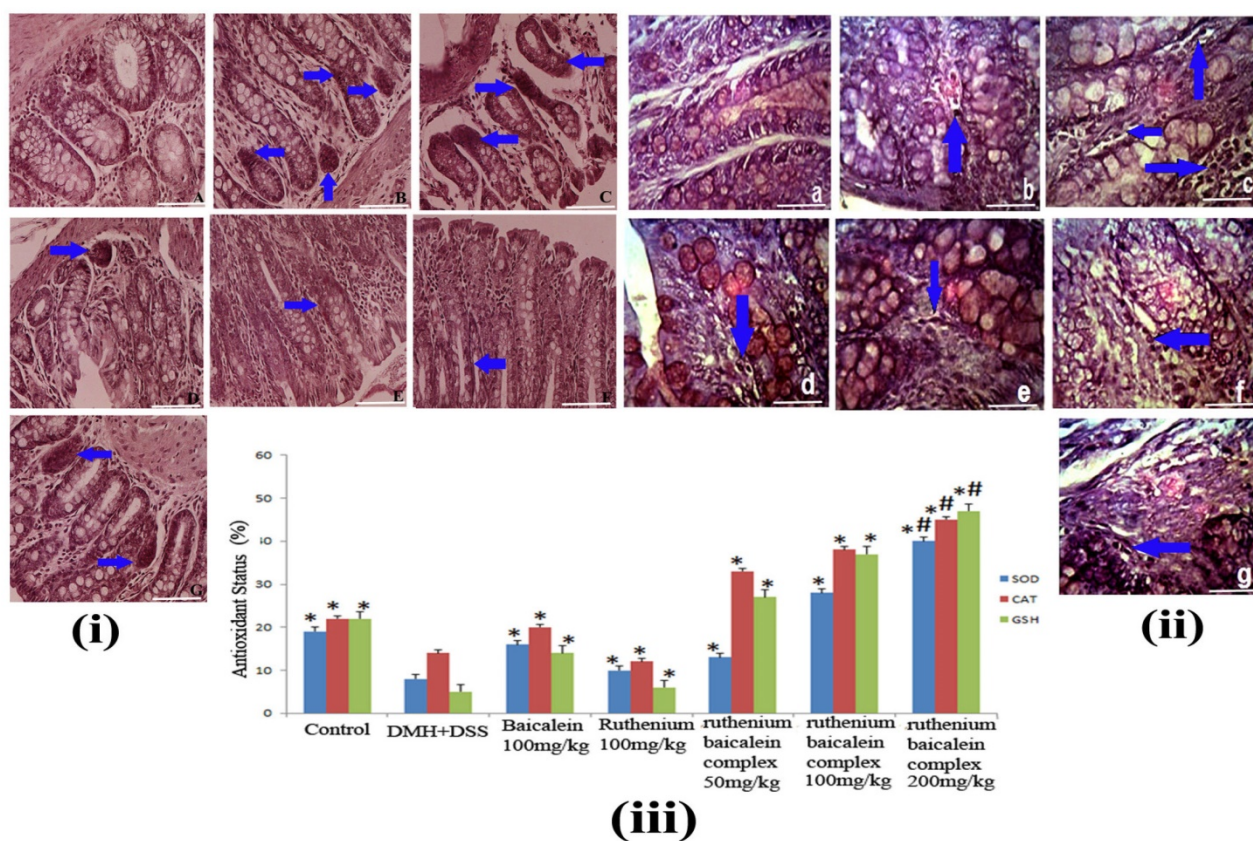 A
B
C
a
b
c
D
E
F
d
e
f
G
g
(i)
(ii)
Antioxidant Status (%)
60
50
40
30
20
10
0
* * *
* * *
* * *
* * *
* * *
*# *# *#
SOD
CAT
GSH
Control
DMH+DSS
Baicalein
100mg/kg
Ruthenium
100mg/kg
ruthenium
baicalein
complex
50mg/kg
ruthenium
baicalein
complex
100mg/kg
ruthenium
baicalein
complex
200mg/kg
(iii)